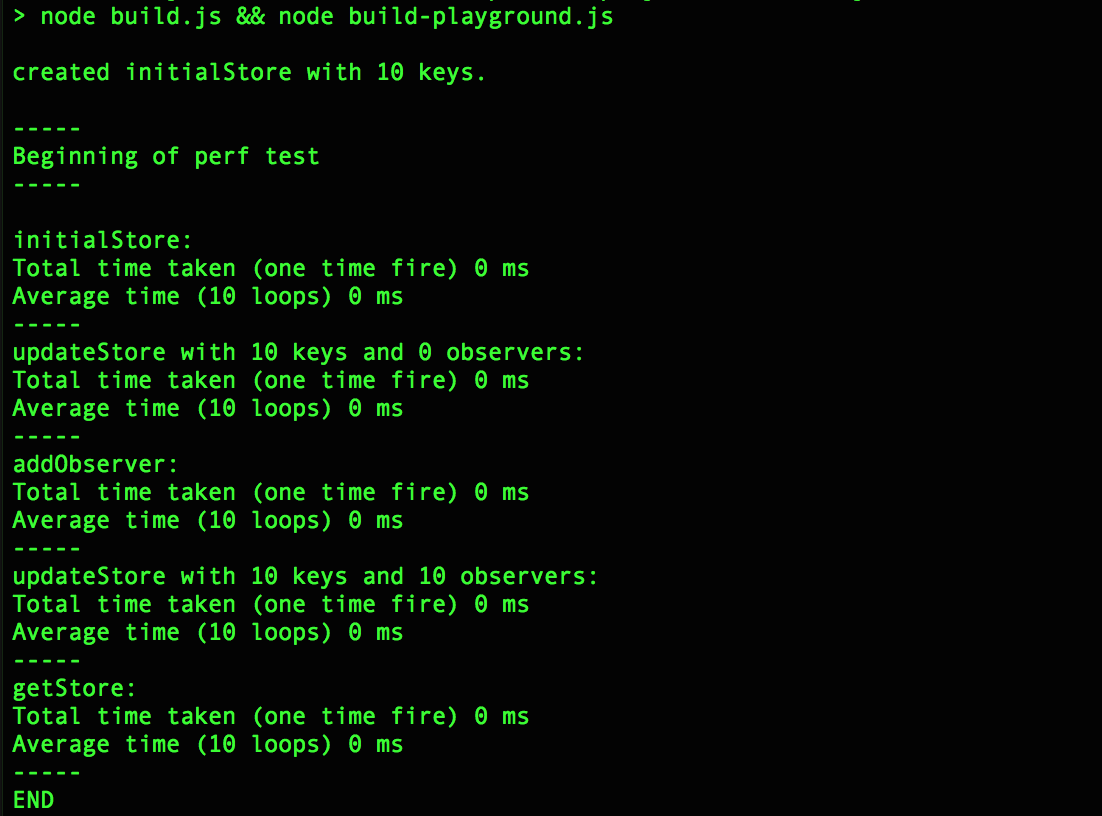 > node build.js && node build-playground.js
created initialStore with 10 keys.
-----
Beginning of perf test
-----
initialStore:
Total time taken (one time fire) 0 ms
Average time (10 loops) 0 ms
-----
updateStore with 10 keys and 0 observers:
Total time taken (one time fire) 0 ms
Average time (10 loops) 0 ms
-----
addObserver:
Total time taken (one time fire) 0 ms
Average time (10 loops) 0 ms
-----
updateStore with 10 keys and 10 observers:
Total time taken (one time fire) 0 ms
Average time (10 loops) 0 ms
-----
getStore:
Total time taken (one time fire) 0 ms
Average time (10 loops) 0 ms
-----
END